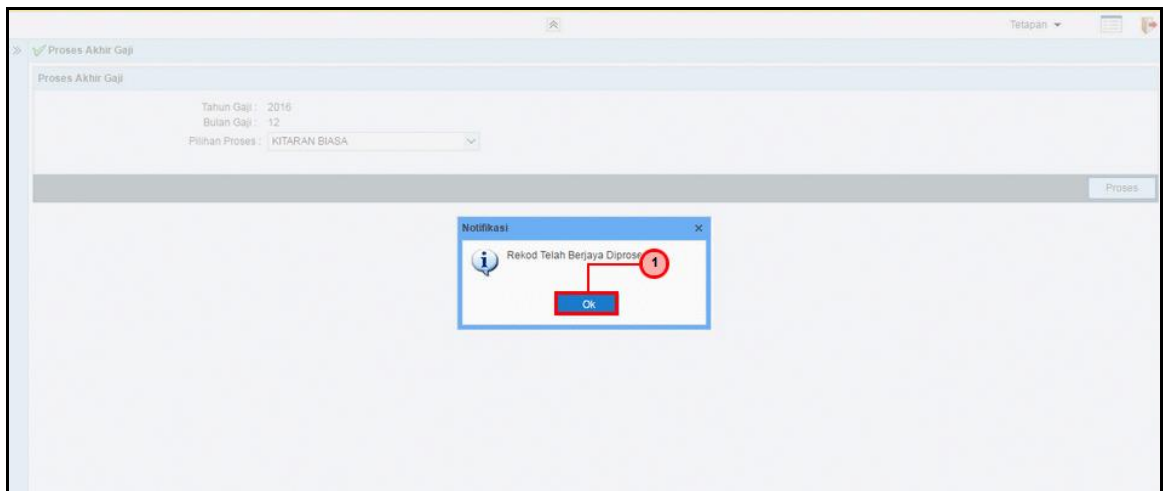 Tetapan
Proses Akhir Gaji
Proses Akhir Gaji
Tahun Gaji : 2016
Bulan Gaji : 12
Pilihan Proses : KITARAN BIASA
Proses
Notifikasi
Rekod Telah Berjaya
1
Ok